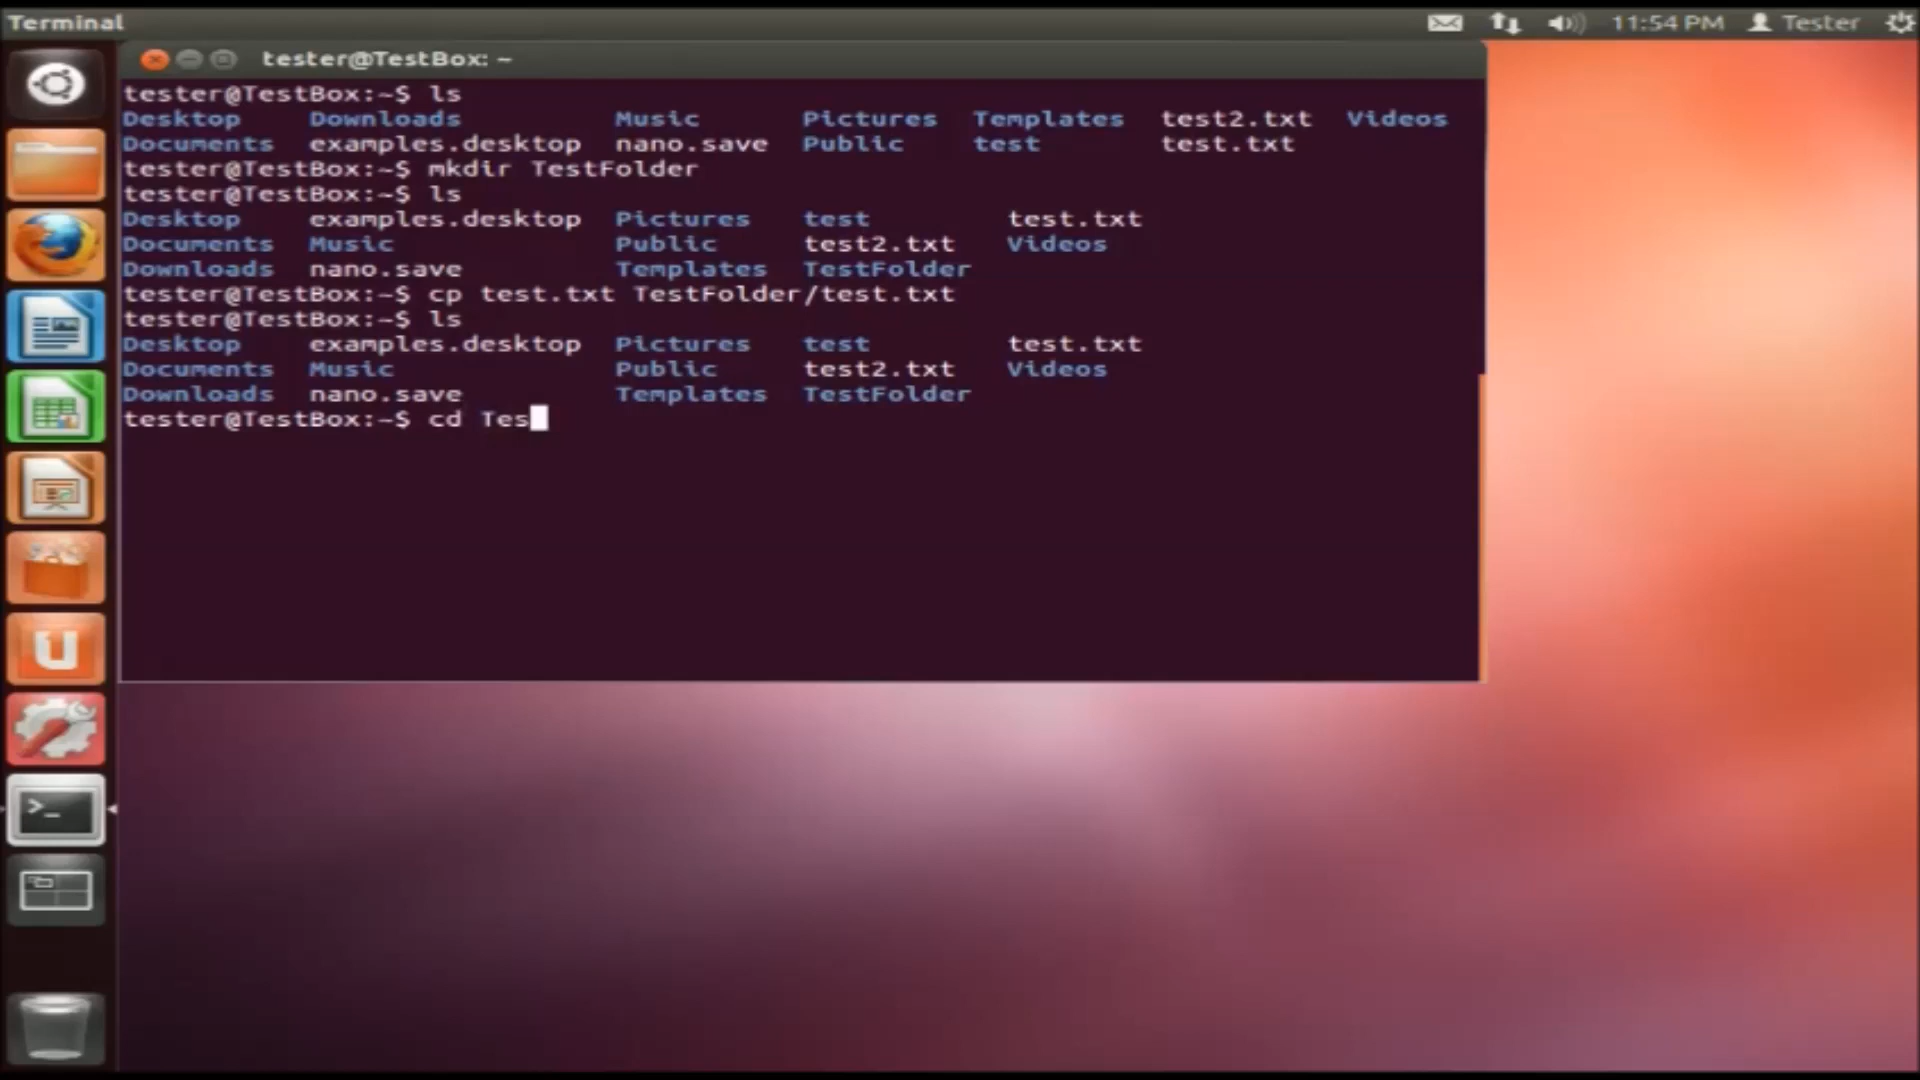 Terminal
11:54 PM Tester
tester@TestBox: ~
tester@TestBox:~$ ls
Desktop Downloads Music Pictures Templates test2.txt Videos
Documents examples.desktop nano.save Public test test.txt
tester@TestBox:~$ mkdir TestFolder
tester@TestBox:~$ ls
Desktop examples.desktop Pictures test test.txt
Documents Music Public test2.txt Videos
Downloads nano.save Templates TestFolder
tester@TestBox:~$ cp test.txt TestFolder/test.txt
tester@TestBox:~$ ls
Desktop examples.desktop Pictures test test.txt
Documents Music Public test2.txt Videos
Downloads nano.save Templates TestFolder
tester@TestBox:~$ cd Tes